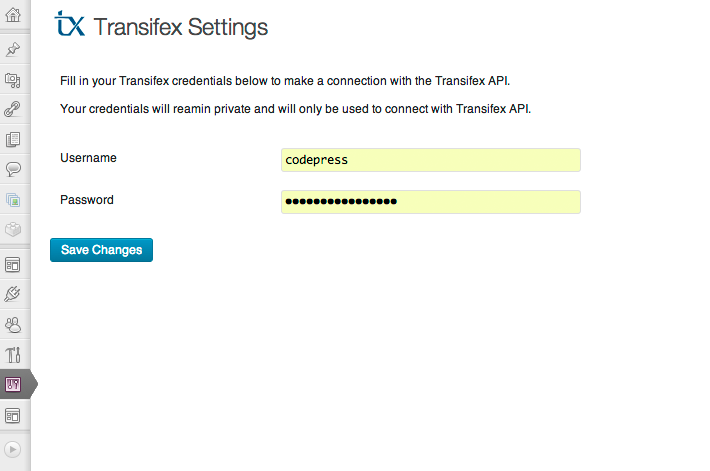 tx Transifex Settings
Fill in your Transifex credentials below to make a connection with the Transifex API.
Your credentials will reamin private and will only be used to connect with Transifex API.
Username codepress
Password ••••••••••••••••
Save Changes